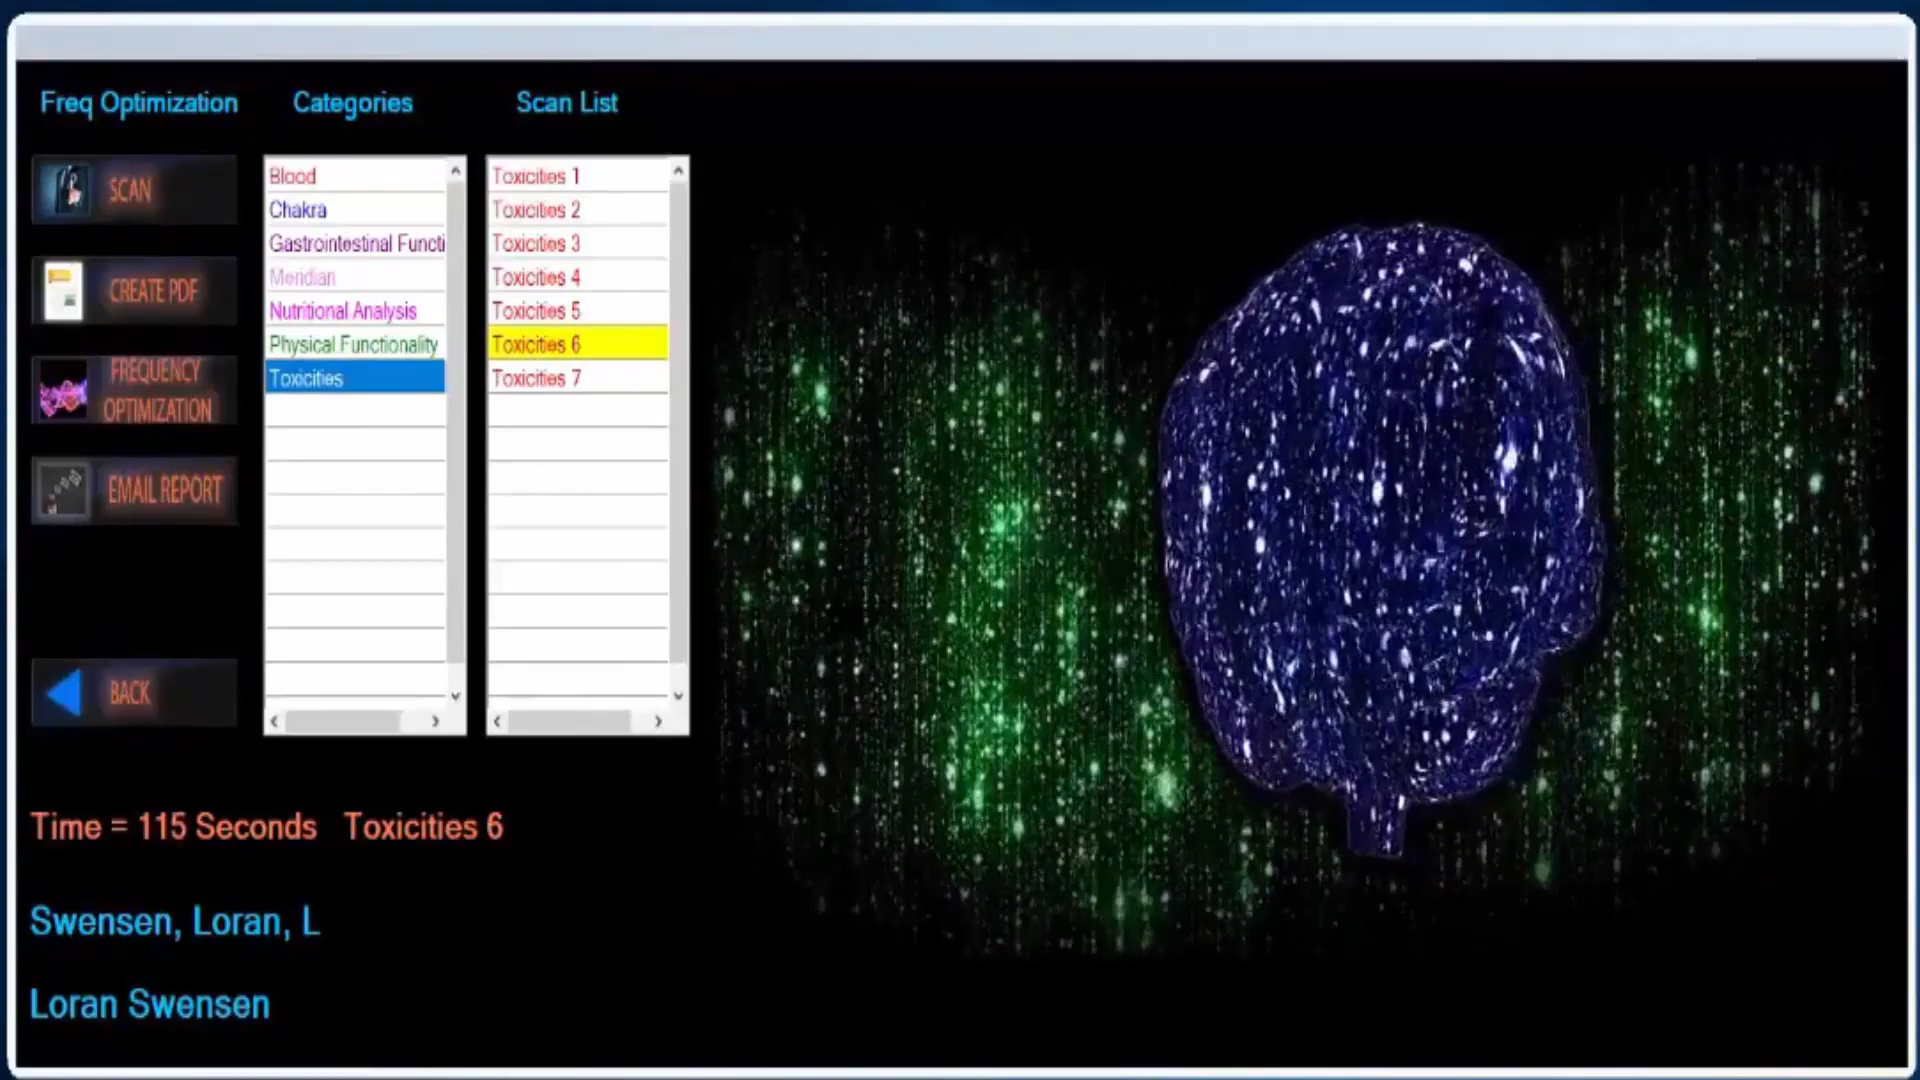 Freq Optimization
Categories
Scan List
SCAN
CREATE PDF
FREQUENCY
OPTIMIZATION
EMAIL REPORT
BACK
Blood
Chakra
Gastrointestinal Functi
Meridian
Nutritional Analysis
Physical Functionality
Toxicities
Toxicities 1
Toxicities 2
Toxicities 3
Toxicities 4
Toxicities 5
Toxicities 6
Toxicities 7
Time = 115 Seconds Toxicities 6
Swensen, Loran, L
Loran Swensen